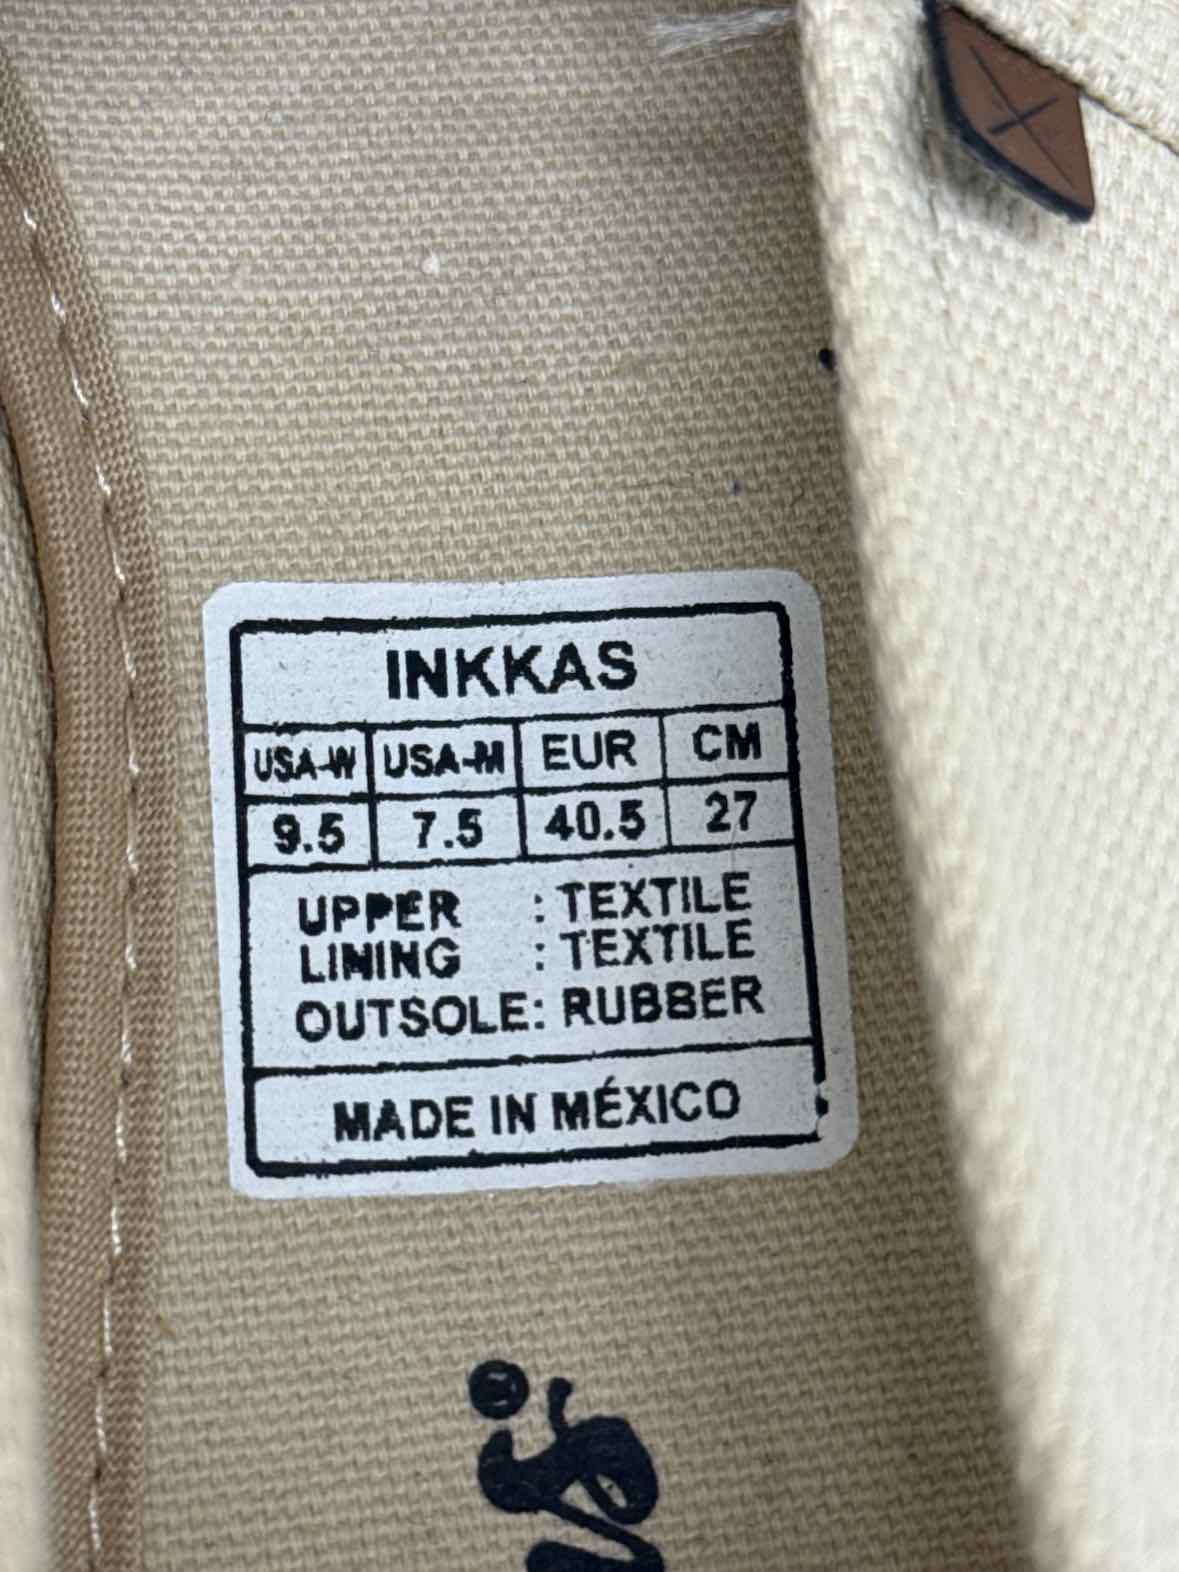 INKKAS
USA-W USA-M EUR CM
9.5 7.5 40.5 27
UPPER : TEXTILE
LINING : TEXTILE
OUTSOLE: RUBBER
MADE IN MÉXICO